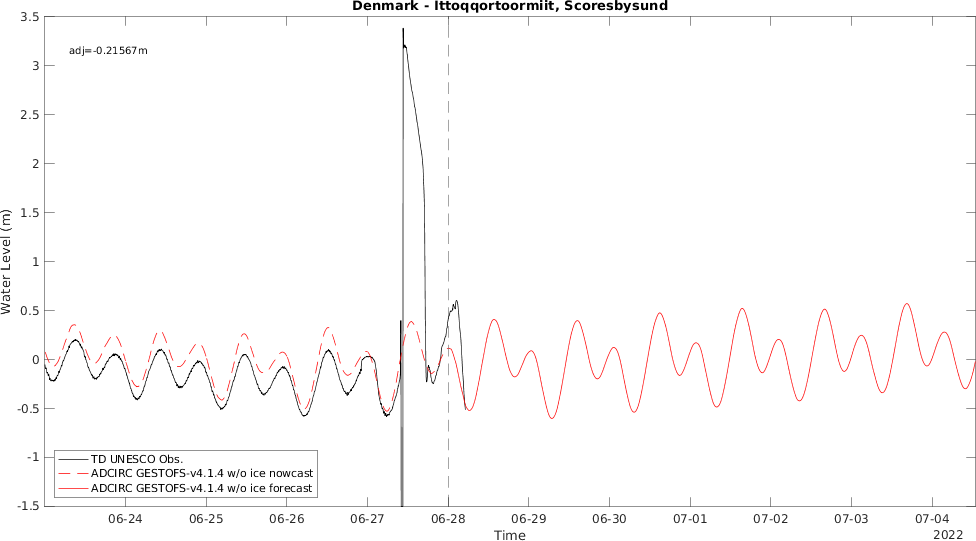 Denmark - Ittoqqortoormiit, Scoresbysund
adj=-0.21567m
3.5
3
2.5
2
1.5
1
0.5
0
-0.5
-1
-1.5
Water Level (m)
TD UNESCO Obs.
ADCIRC GESTOFS-v4.1.4 w/o ice nowcast
ADCIRC GESTOFS-v4.1.4 w/o ice forecast
06-24 06-25 06-26 06-27 06-28 06-29 06-30 07-01 07-02 07-03 07-04
Time
2022